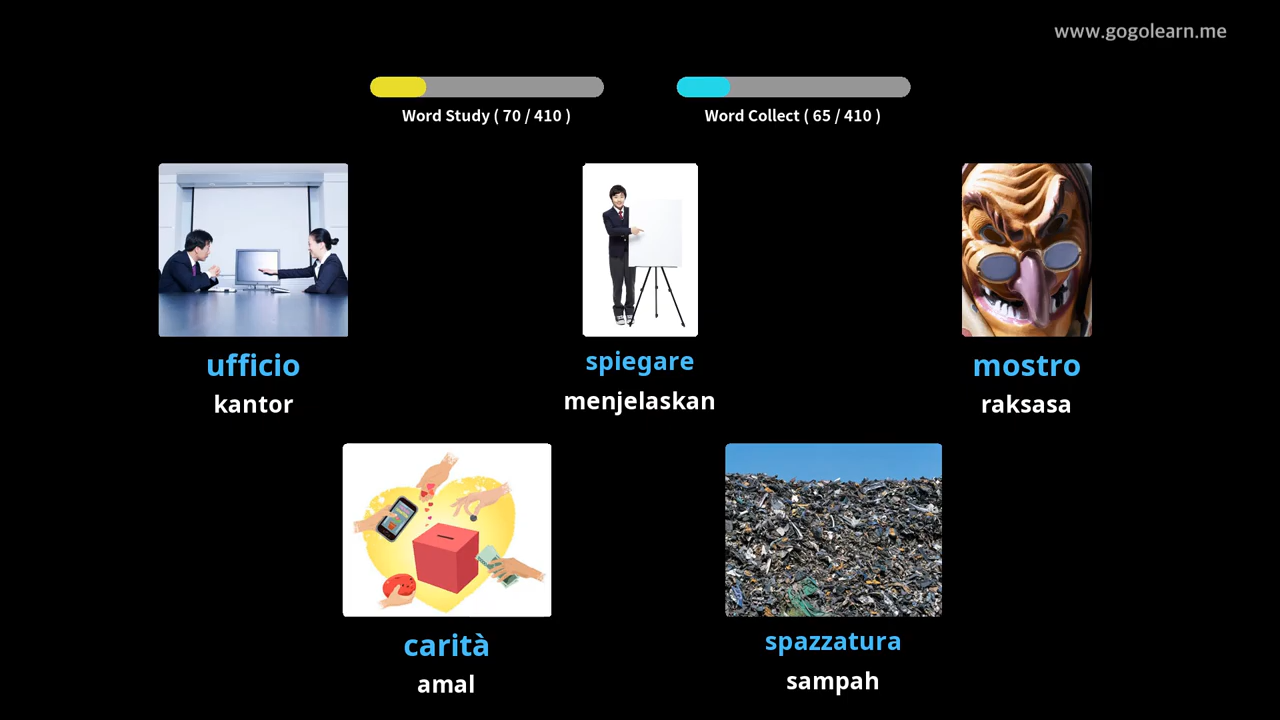 www.gogolearn.me
Word Study ( 70 / 410 )
Word Collect ( 65 / 410 )
ufficio
kantor
spiegare
menjelaskan
mostro
raksasa
carità
amal
spazzatura
sampah